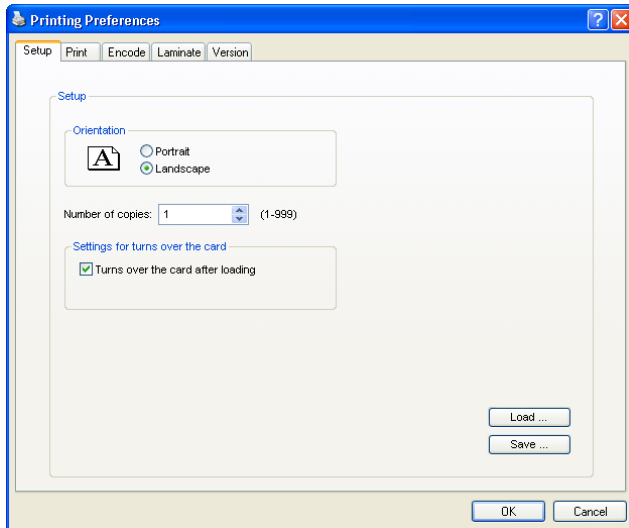 Printing Preferences
Setup Print Encode Laminate Version
Setup
Orientation
A
Portrait
Landscape
Number of copies: 1 (1-999)
Settings for turns over the card
Turns over the card after loading
Load ...
Save ...
OK Cancel